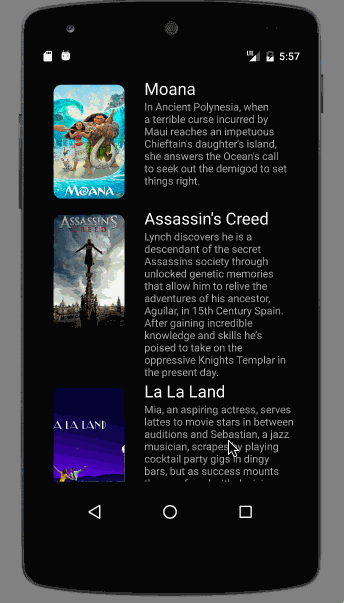 LTE 5:57
Moana
In Ancient Polynesia, when
a terrible curse incurred by
Maui reaches an impetuous
Chieftain's daughter's island,
she answers the Ocean's call
to seek out the demigod to set
things right.
MOANA
Assassin's Creed
Lynch discovers he is a
descendant of the secret
Assassins society through
unlocked genetic memories
that allow him to relive the
adventures of his ancestor,
Aguilar, in 15th Century Spain.
After gaining incredible
knowledge and skills he's
poised to take on the
oppressive Knights Templar in
the present day.
ASSASSIN'S
CREED
La La Land
Mia, an aspiring actress, serves
lattes to movie stars in between
auditions and Sebastian, a jazz
musician, scrapes by playing
cocktail party gigs in dingy
bars, but as success mounts
A LA LAND